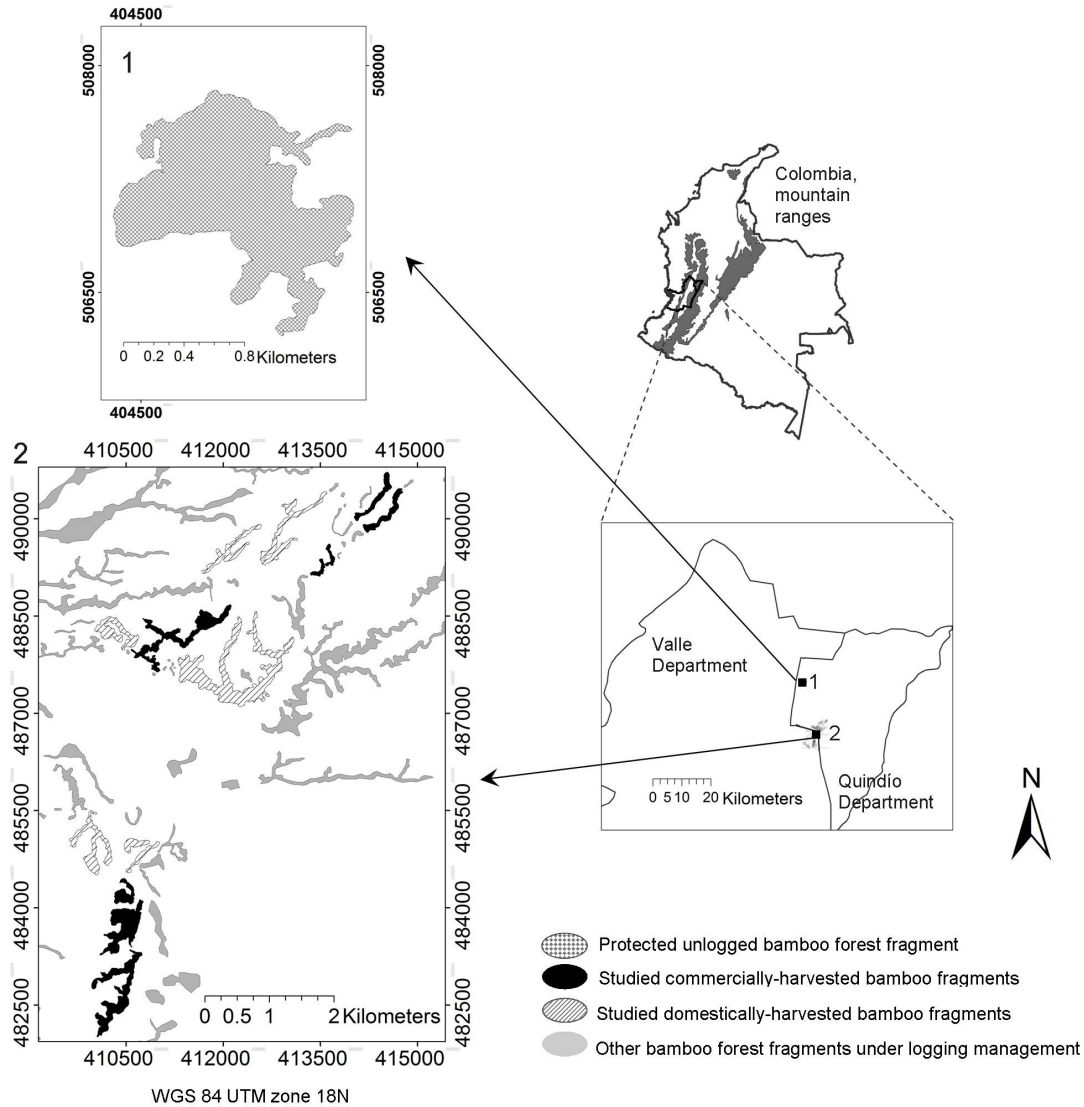 404500
1
508000
508000
506500
506500
0 0.2 0.4 0.8 Kilometers
404500
Colombia,
mountain
ranges
2
410500 412000 413500 415000
490000
490000
488500
488500
487000
487000
485500
485500
484000
484000
482500
482500
0 0.5 1 2 Kilometers
410500 412000 413500 415000
WGS 84 UTM zone 18N
Valle
Department
1
2
Quindío
Department
0 5 10 20 Kilometers
N
Protected unlogged bamboo forest fragment
Studied commercially-harvested bamboo fragments
Studied domestically-harvested bamboo fragments
Other bamboo forest fragments under logging management